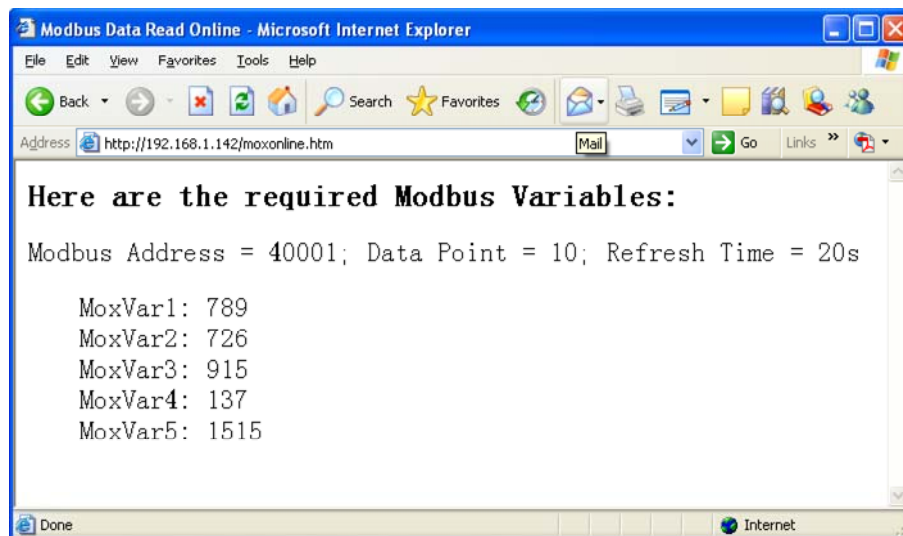 Modbus Data Read Online - Microsoft Internet Explorer
File Edit View Favorites Tools Help
Back Search Favorites
Address http://192.168.1.142/moxonline.htm Mail Go Links »
Here are the required Modbus Variables:
Modbus Address = 40001; Data Point = 10; Refresh Time = 20s
MoxVar1: 789
MoxVar2: 726
MoxVar3: 915
MoxVar4: 137
MoxVar5: 1515
Done Internet